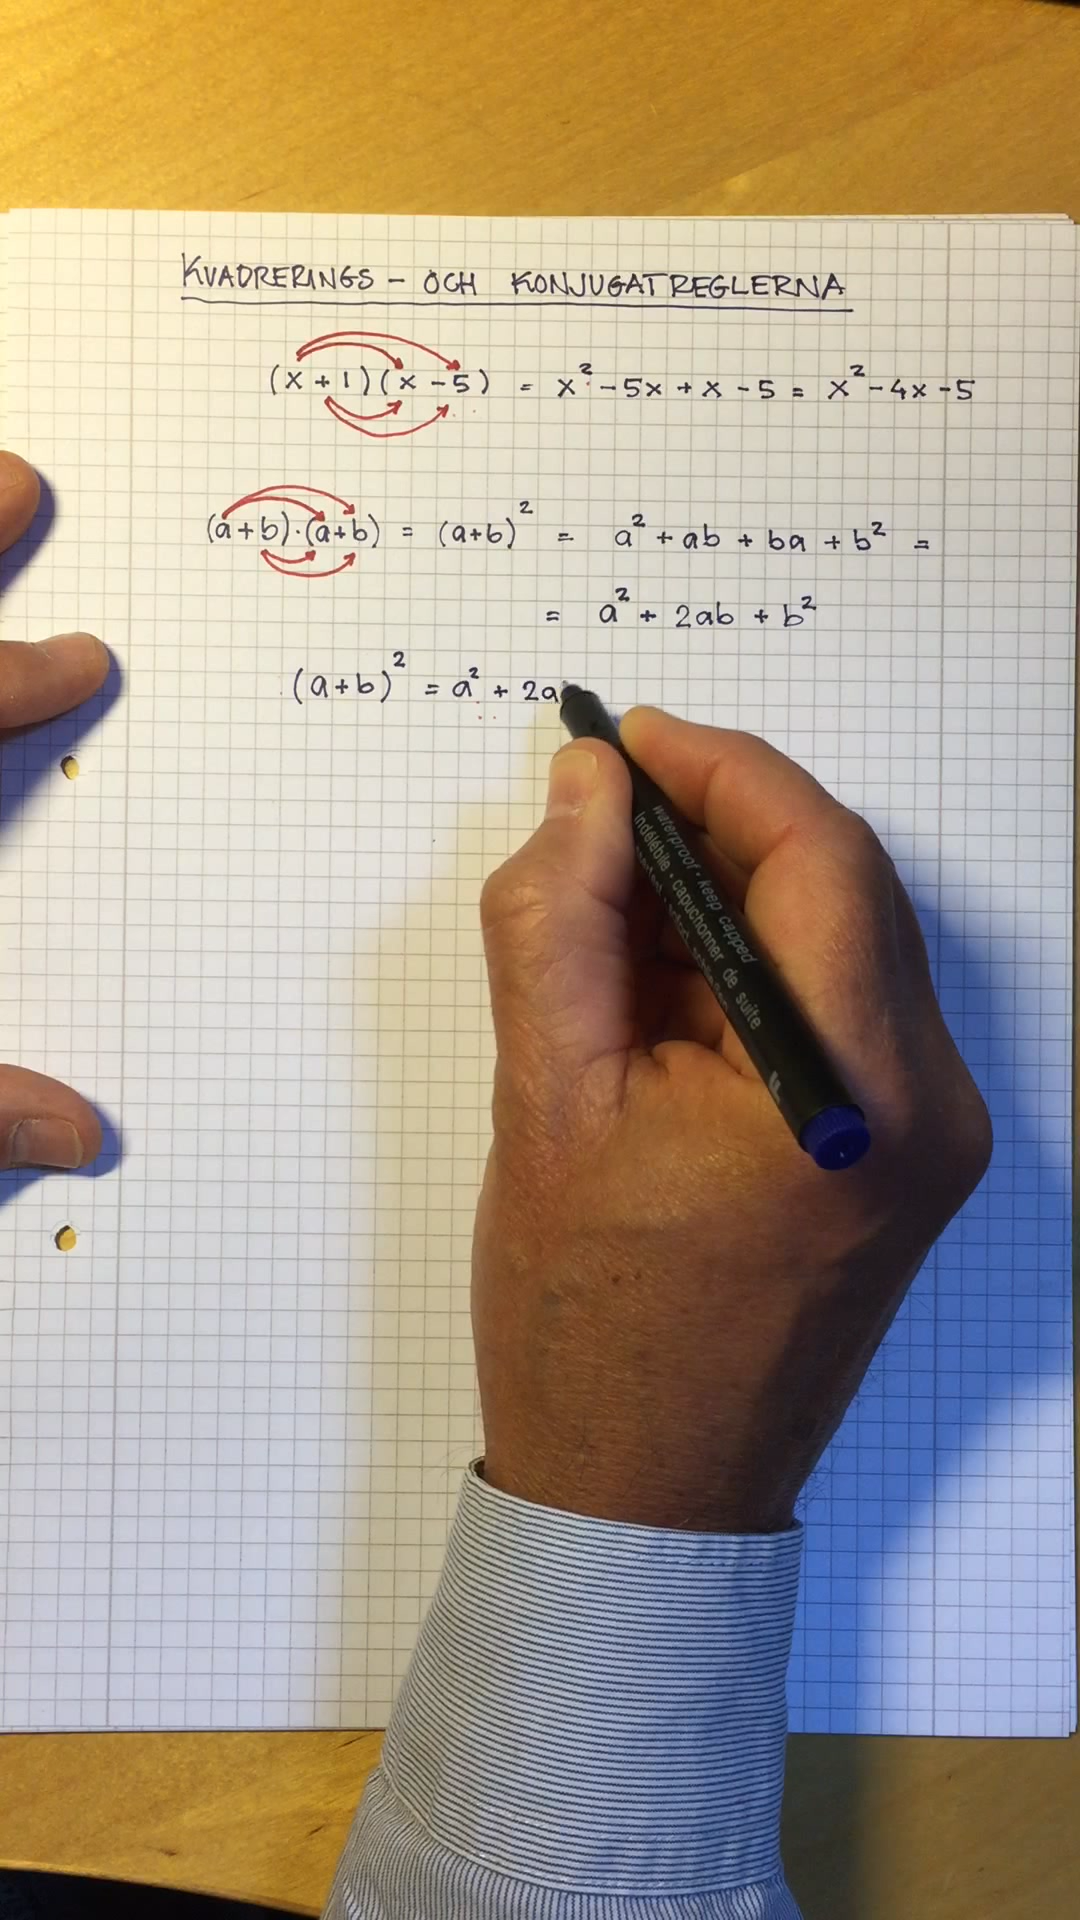 KVADRERINGS- OCH KONJUGATREGLERNA
(x + 1)(x - 5) = x² - 5x + x - 5 = x² - 4x - 5
(a+b)·(a+b) = (a+b)² = a² + ab + ba + b² =
= a² + 2ab + b²
(a+b)² = a² + 2a
waterproof · keep capped
indélébile · capuchonner de suite
F